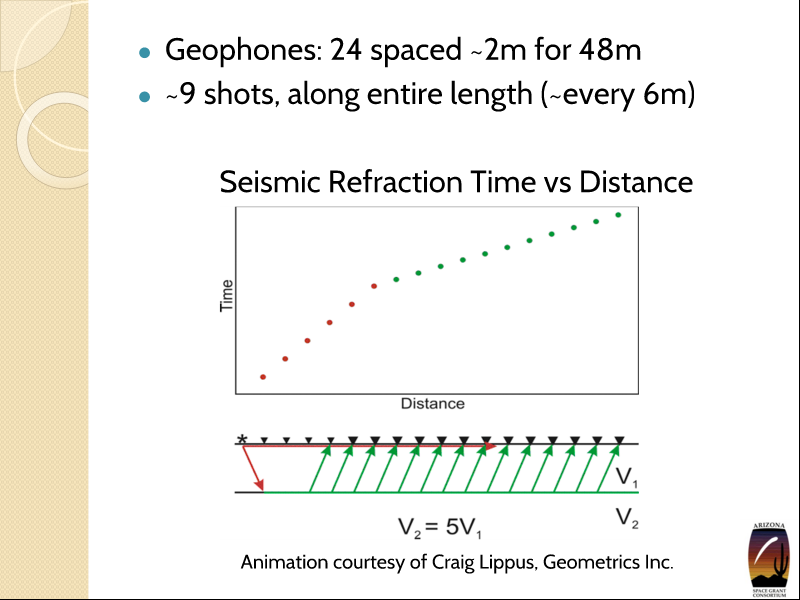 Geophones: 24 spaced ~2m for 48m
~9 shots, along entire length (~every 6m)
Seismic Refraction Time vs Distance
Time
Distance
*
V₁
V₂
V₂ = 5V₁
Animation courtesy of Craig Lippus, Geometrics Inc.
ARIZONA
SPACE GRANT
CONSORTIUM